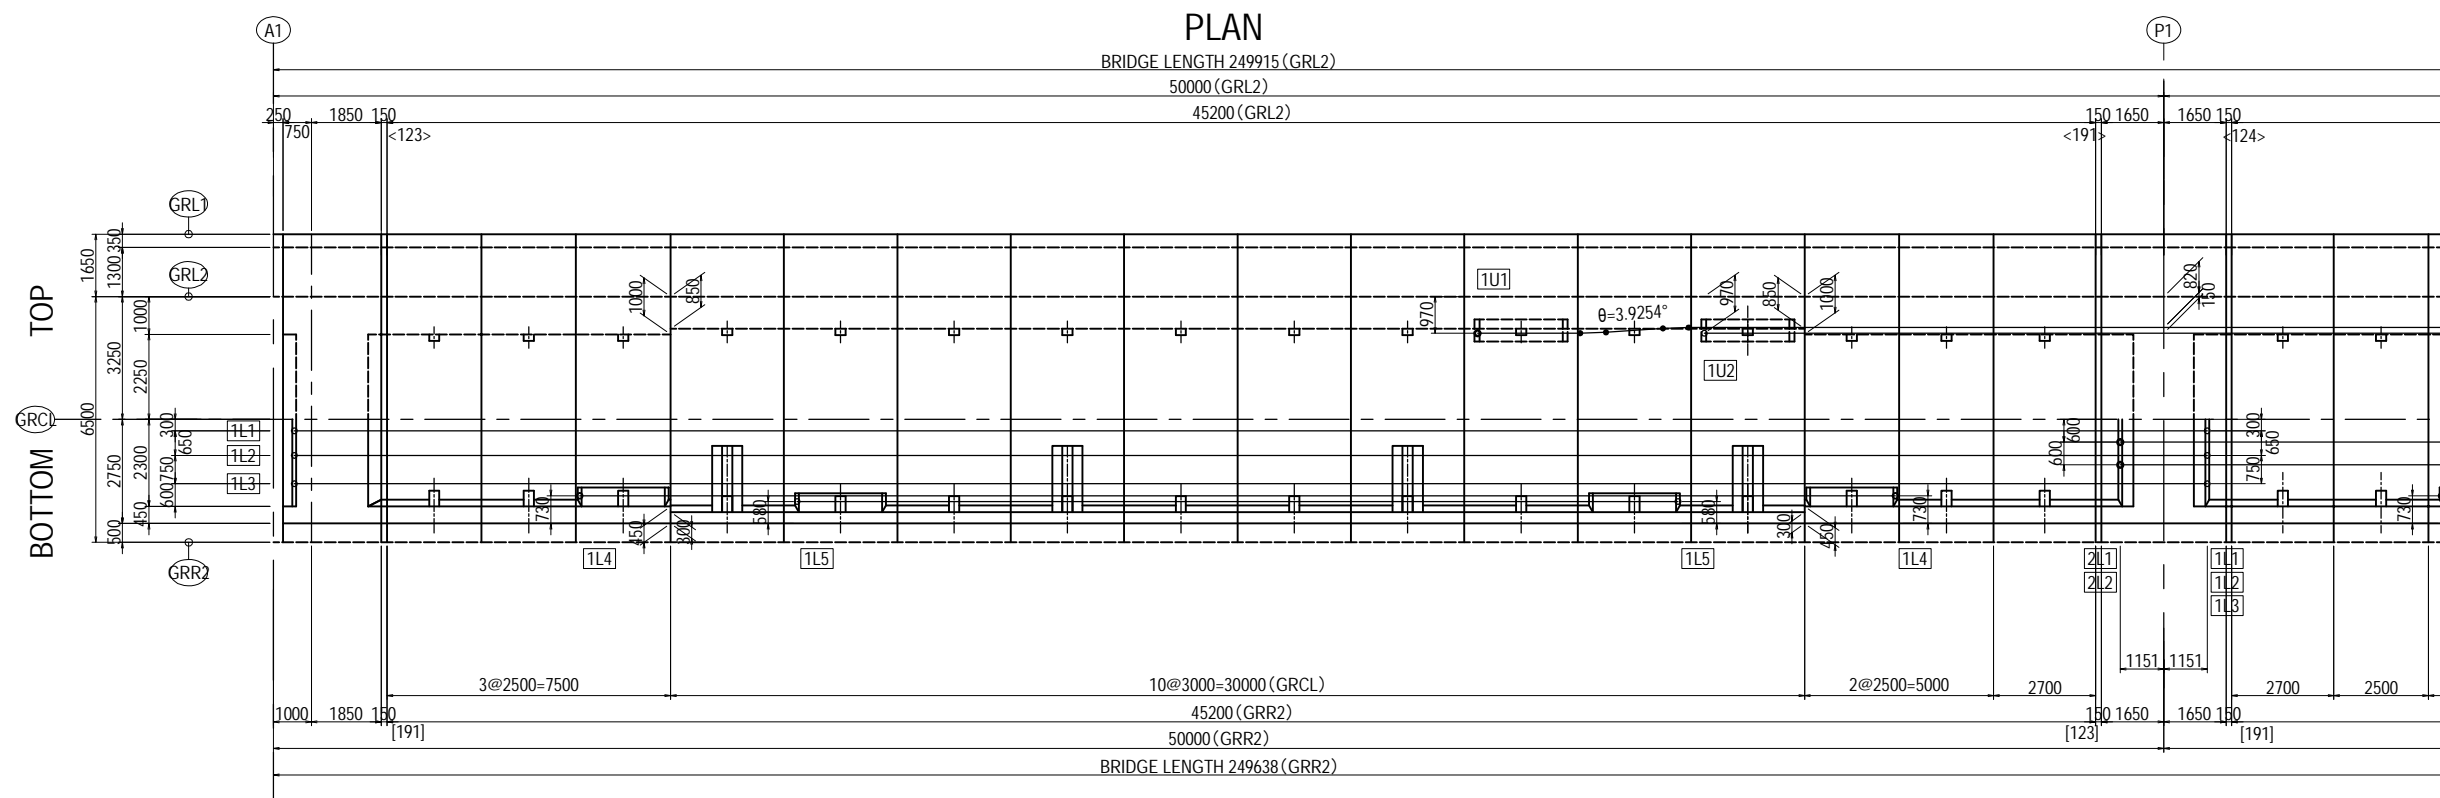 PLAN
A1
P1
BRIDGE LENGTH 249915(GRL2)
50000(GRL2)
250 1850 150 45200(GRL2) 150 1650 1650 150
750 <123> <191> <124>
GRL1
GRL2
GRCL
GRR2
TOP
BOTTOM
350
1300
1650
1000
3250
2250
6500
300
650
750
600
2300
2750
450
500
1L1
1L2
1L3
1000
850
1U1
970
θ=3.9254°
970
850
1000
1U2
820
150
600
600
300
650
750
730
450
300
580
580
300
450
730
730
1L4
1L5
1L5
1L4
2L1
2L2
1L1
1L2
1L3
1151 1151
3@2500=7500 10@3000=30000(GRCL) 2@2500=5000 2700 2700 2500
1000 1850 150 45200(GRR2) 150 1650 1650 150
[191] [123] [191]
50000(GRR2)
BRIDGE LENGTH 249638(GRR2)